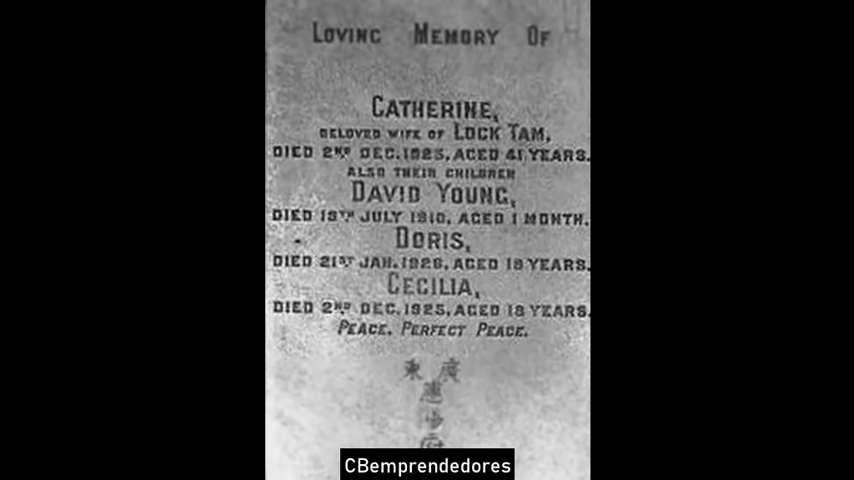 LOVING MEMORY OF
CATHERINE,
BELOVED WIFE OF LOCK TAM,
DIED 2ND DEC. 1925, AGED 41 YEARS.
ALSO THEIR CHILDREN
DAVID YOUNG,
DIED 19TH JULY 1910, AGED 1 MONTH.
DORIS,
DIED 21ST JAN. 1926, AGED 19 YEARS.
CECILIA,
DIED 2ND DEC. 1925, AGED 18 YEARS.
PEACE. PERFECT PEACE.
廣東
CBemprendedores